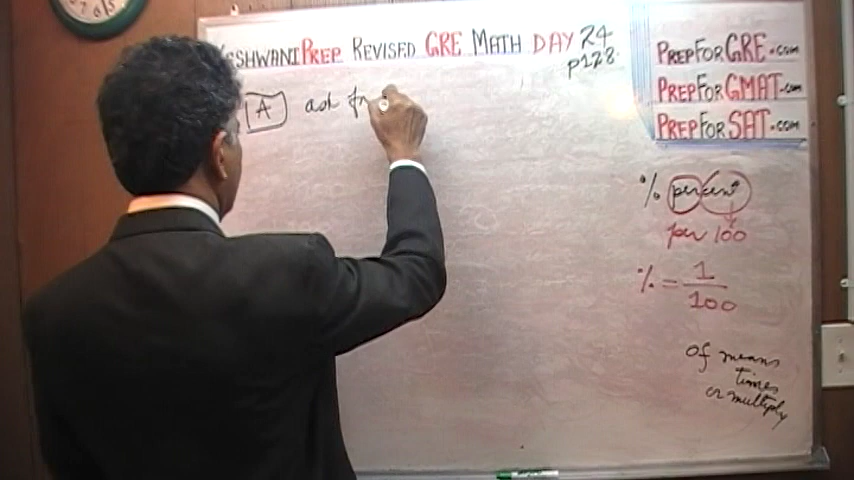 ESHWANIPREP REVISED GRE MATH DAY 24
p128
PREPFORGRE.com
PREPFORGMAT.com
PREPFORSAT.com
A ask fr
% percent
per 100
% = 1/100
of means
times
or multiply